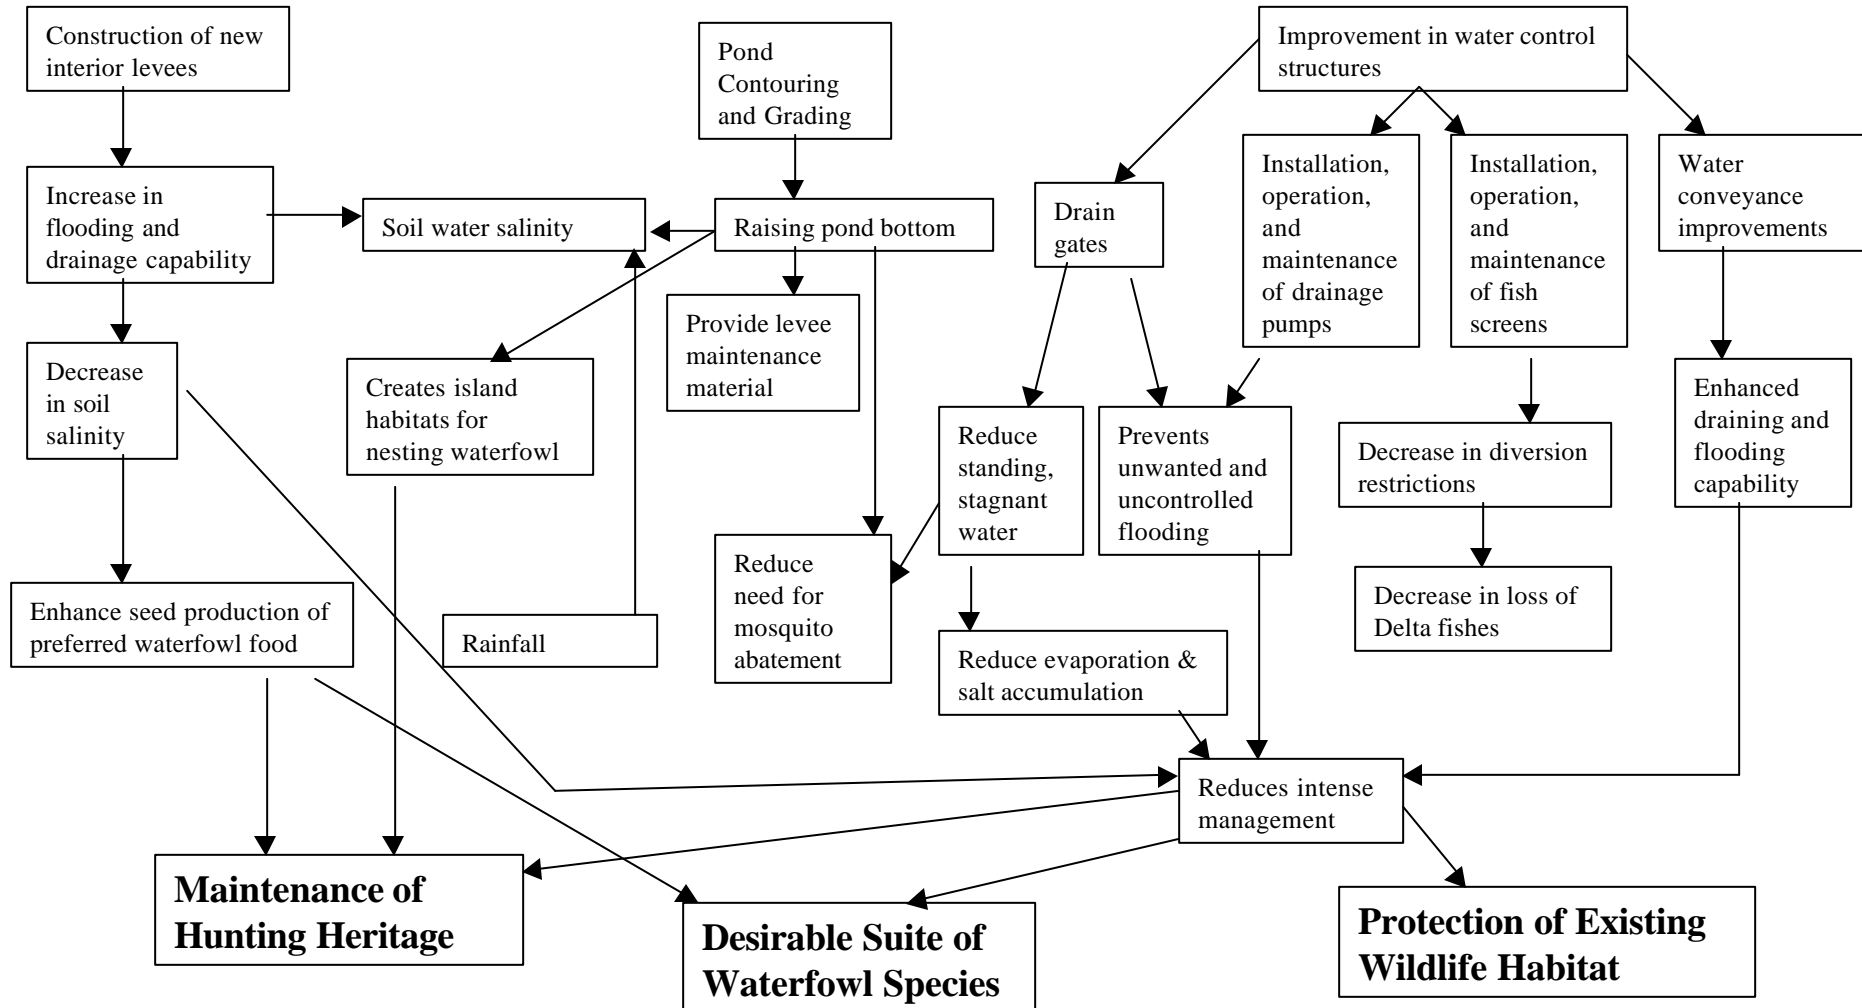 Construction of new
interior levees
Pond
Contouring
and Grading
Improvement in water control
structures
Increase in
flooding and
drainage capability
Soil water salinity
Raising pond bottom
Drain
gates
Installation,
operation,
and
maintenance
of drainage
pumps
Installation,
operation,
and
maintenance
of fish
screens
Water
conveyance
improvements
Decrease
in soil
salinity
Creates island
habitats for
nesting waterfowl
Provide levee
maintenance
material
Reduce
standing,
stagnant
water
Prevents
unwanted and
uncontrolled
flooding
Decrease in diversion
restrictions
Enhanced
draining and
flooding
capability
Enhance seed production of
preferred waterfowl food
Rainfall
Reduce
need for
mosquito
abatement
Reduce evaporation &
salt accumulation
Decrease in loss of
Delta fishes
Reduces intense
management
Maintenance of
Hunting Heritage
Desirable Suite of
Waterfowl Species
Protection of Existing
Wildlife Habitat